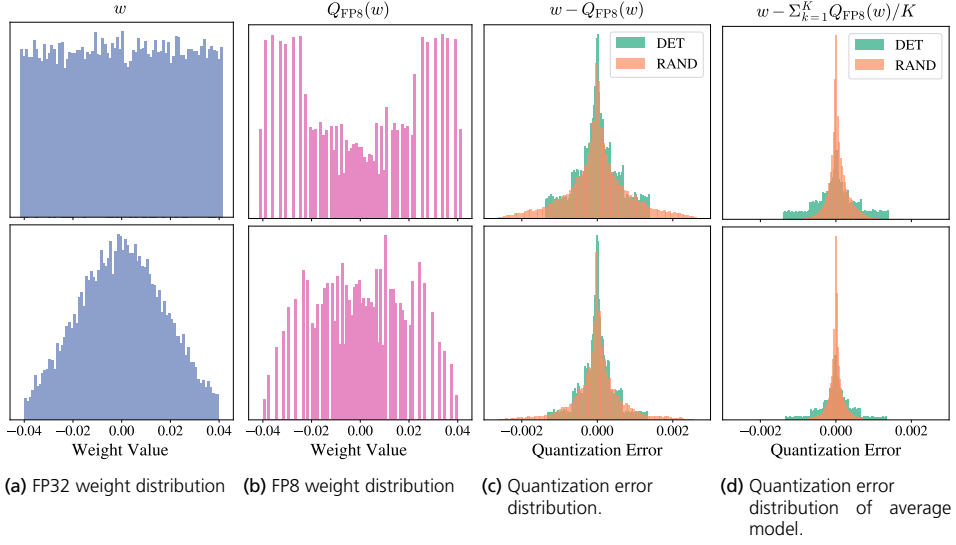 w
Q_FP8(w)
w − Q_FP8(w)
w − Σ_{k=1}^{K} Q_FP8(w)/K
DET
RAND
DET
RAND
−0.04 −0.02 0.00 0.02 0.04
Weight Value
−0.04 −0.02 0.00 0.02 0.04
Weight Value
−0.002 0.000 0.002
Quantization Error
−0.002 0.000 0.002
Quantization Error
(a) FP32 weight distribution
(b) FP8 weight distribution
(c) Quantization error
distribution.
(d) Quantization error
distribution of average
model.